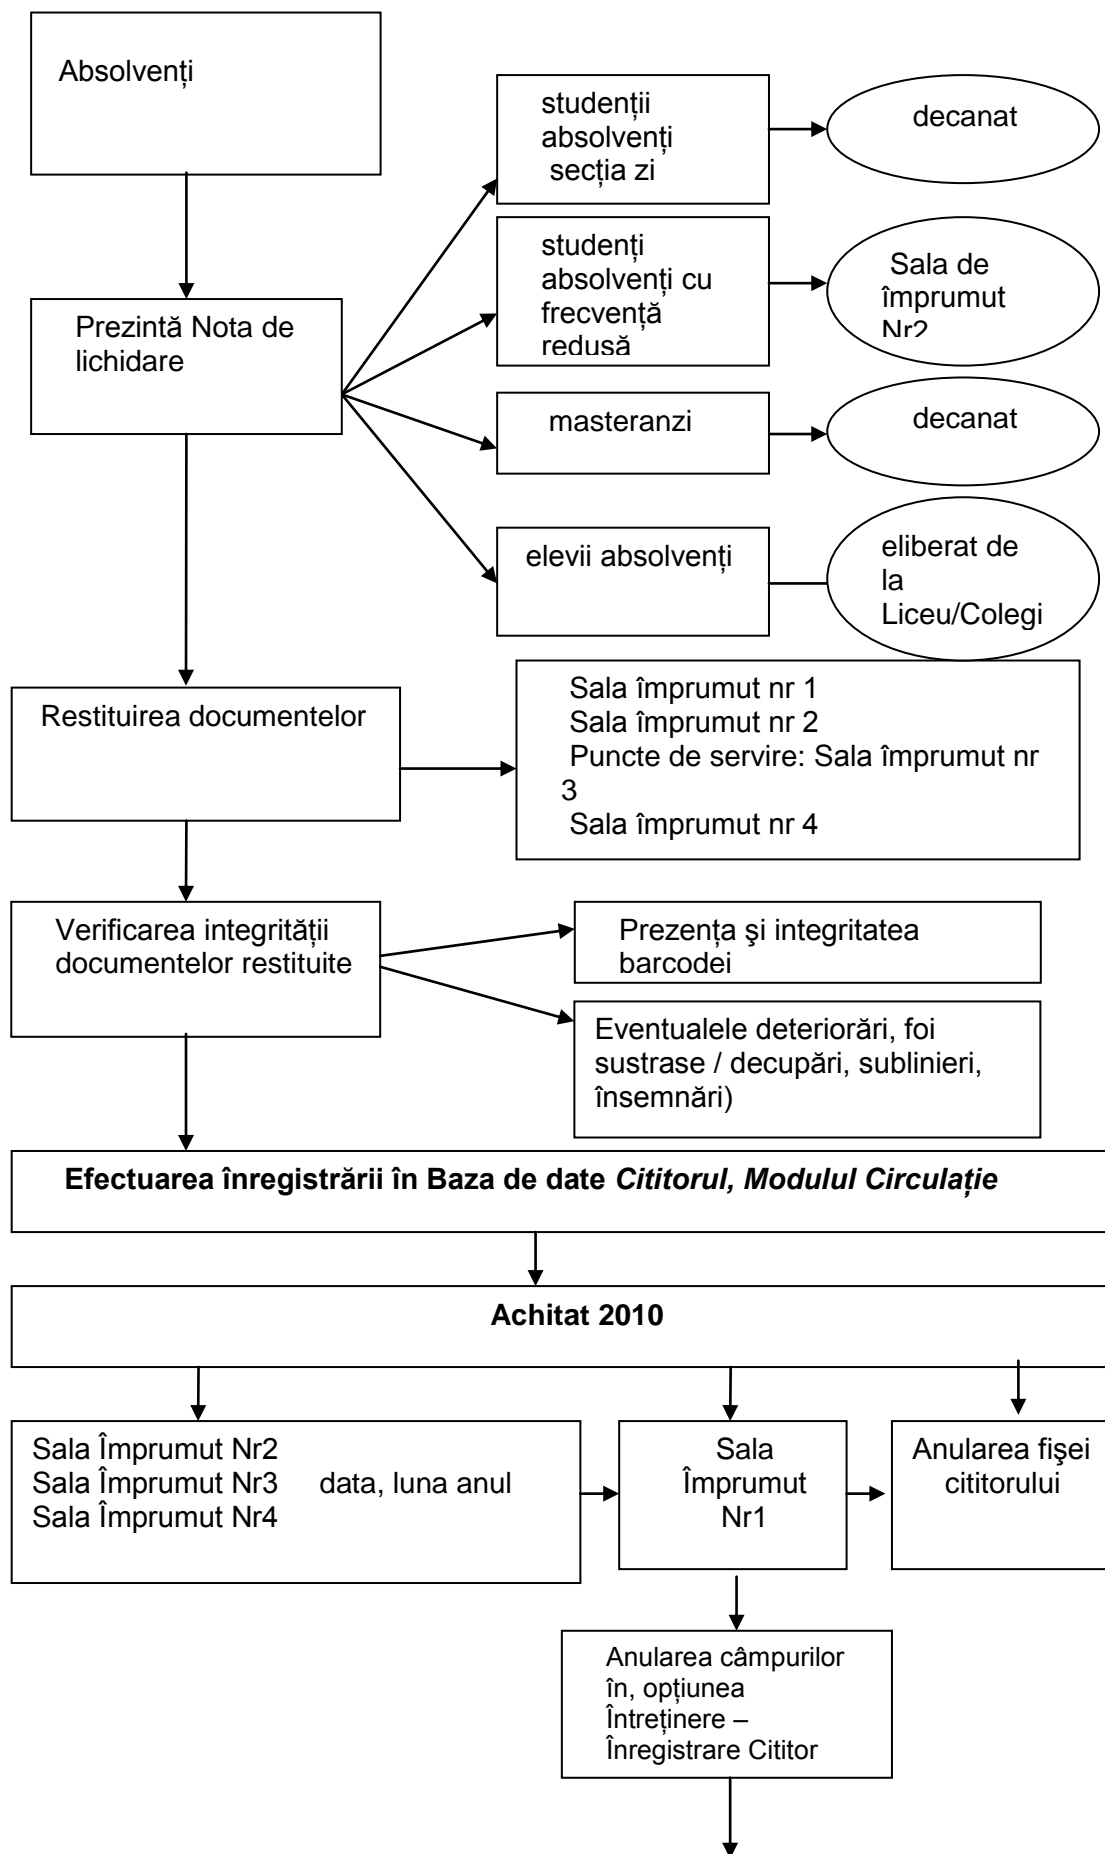 Absolvenți
studenții
absolvenți
secția zi
decanat
studenți
absolvenți cu
frecvență
redusă
Sala de
împrumut
Nr2
Prezintă Nota de
lichidare
masteranzi
decanat
elevii absolvenți
eliberat de
la
Liceu/Colegi
Restituirea documentelor
Sala împrumut nr 1
Sala împrumut nr 2
Puncte de servire: Sala împrumut nr
3
Sala împrumut nr 4
Verificarea integrității
documentelor restituite
Prezența şi integritatea
barcodei
Eventualele deteriorări, foi
sustrase / decupări, sublinieri,
însemnări)
Efectuarea înregistrării în Baza de date Cititorul, Modulul Circulație
Achitat 2010
Sala Împrumut Nr2
Sala Împrumut Nr3 data, luna anul
Sala Împrumut Nr4
Sala
Împrumut
Nr1
Anularea fişei
cititorului
Anularea câmpurilor
în, opțiunea
Întreținere –
Înregistrare Cititor